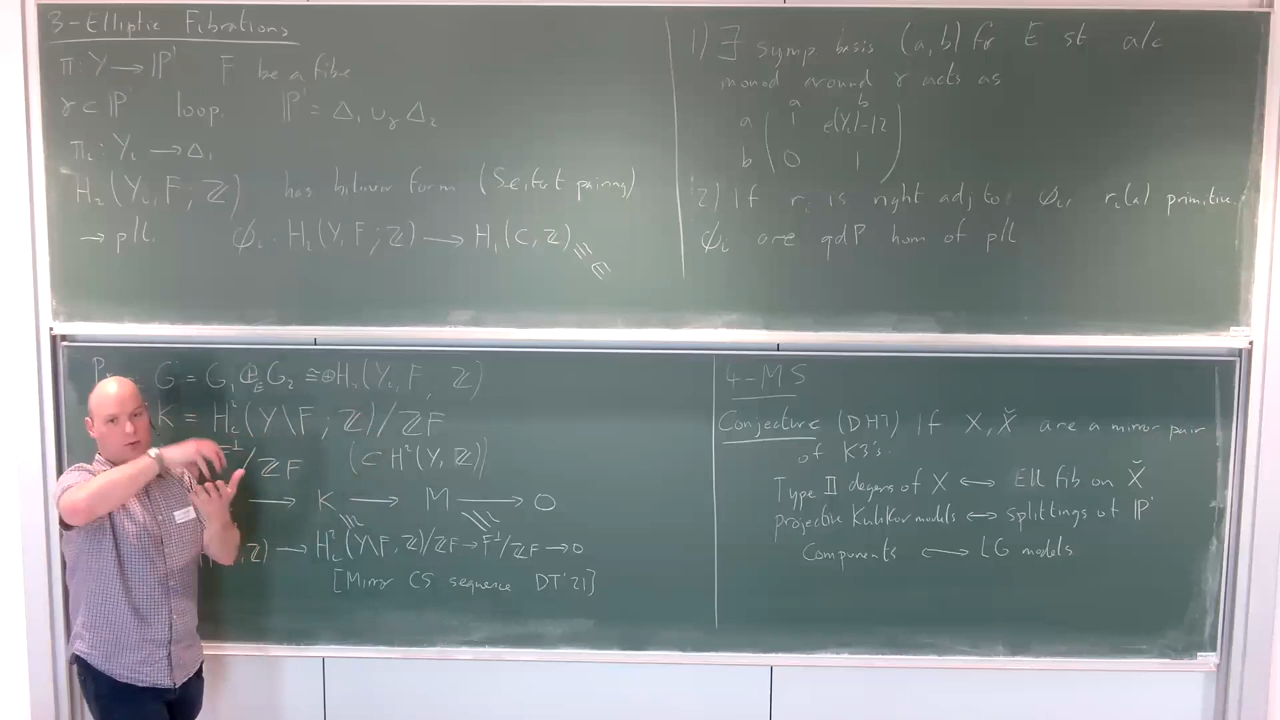 3-Elliptic Fibrations
π: Y → ℙ¹ F be a fibre
γ ⊂ ℙ¹ loop, ℙ¹ = Δ₁ ∪_γ Δ₂
πᵢ: Yᵢ → Δᵢ
H₂(Yᵢ, F; ℤ) has bilinear form (Seifert pairing)
→ plL. φᵢ: H₂(Y, F; ℤ) → H₁(C, ℤ)
≅
E
1) ∃ symp basis (a, b) for E st a/c
monod around γ acts as
a b
a ( 1 e(Yᵢ)-12 )
b ( 0 1 )
2) If rᵢ is right adj to φᵢ, rᵢ(a) primitive.
φᵢ are qdP hom of plL
G = G₁ ⊕_E G₂ ≅ ⊕H₂(Yᵢ, F, ℤ)
K = H²_c(Y\F; ℤ)/ℤF
⊥/ℤF (⊂ H²(Y, ℤ))
→ K → M → 0
, ℤ) → H²_c(Y\F, ℤ)/ℤF → F^⊥/ℤF → 0
[Mirror CS sequence DT'21]
4-MS
Conjecture (DHT) If X, X̌ are a mirror pair
of K3's.
Type II degens of X ↔ Ell fib on X̌
projective Kulikov models ↔ splittings of ℙ¹
Components ↔ LG models